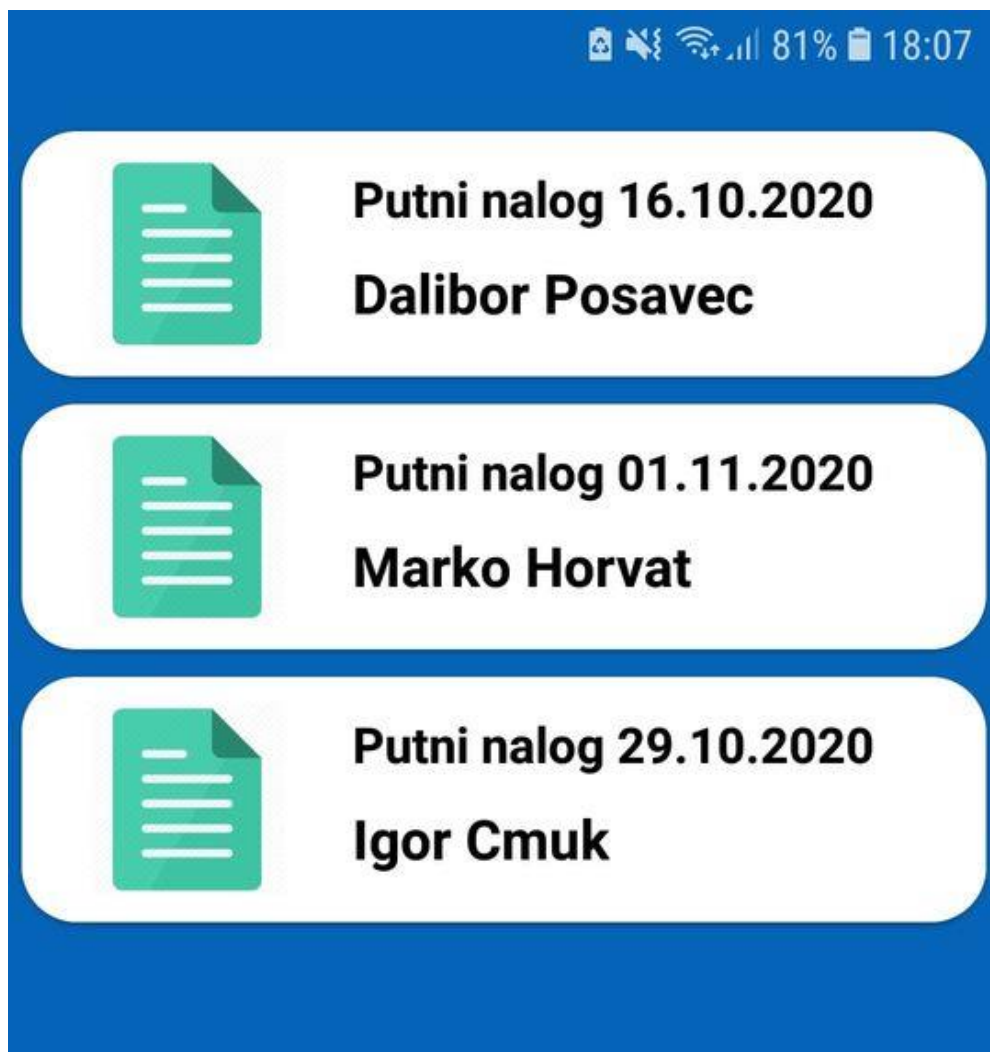 81% 18:07
Putni nalog 16.10.2020
Dalibor Posavec
Putni nalog 01.11.2020
Marko Horvat
Putni nalog 29.10.2020
Igor Cmuk